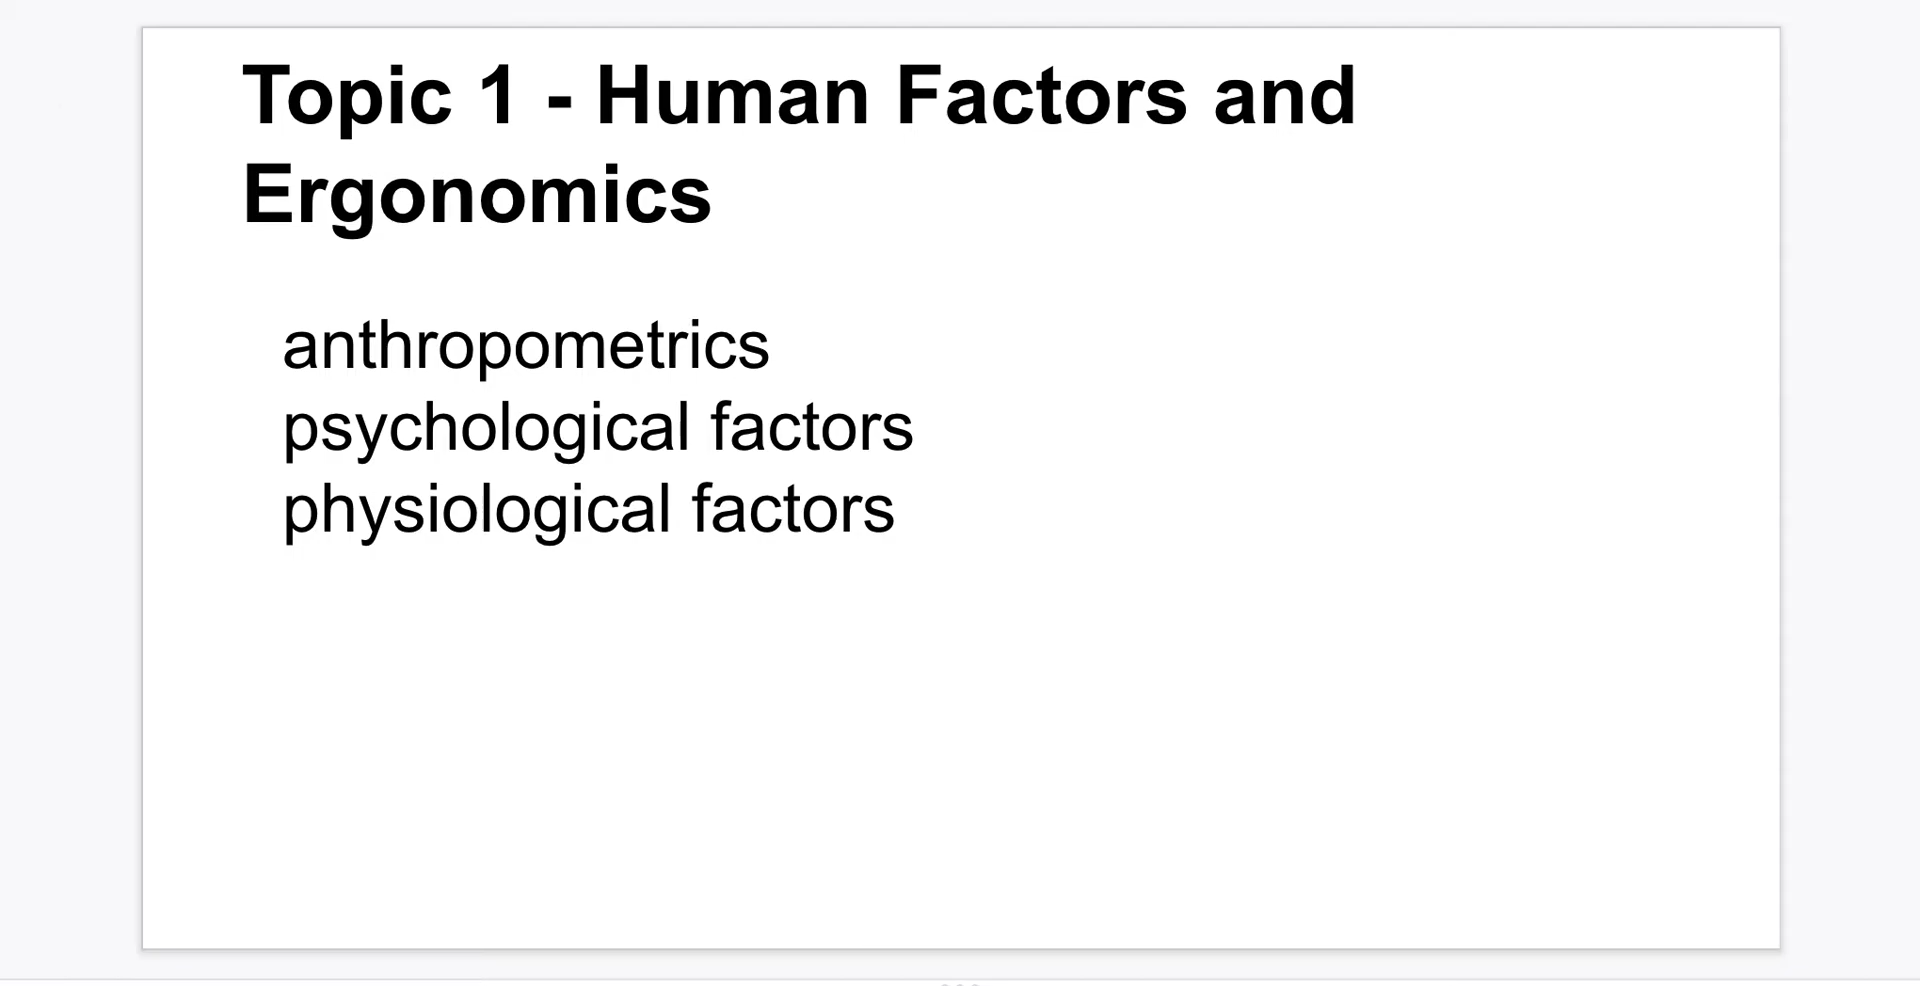 Topic 1 - Human Factors and
Ergonomics
anthropometrics
psychological factors
physiological factors